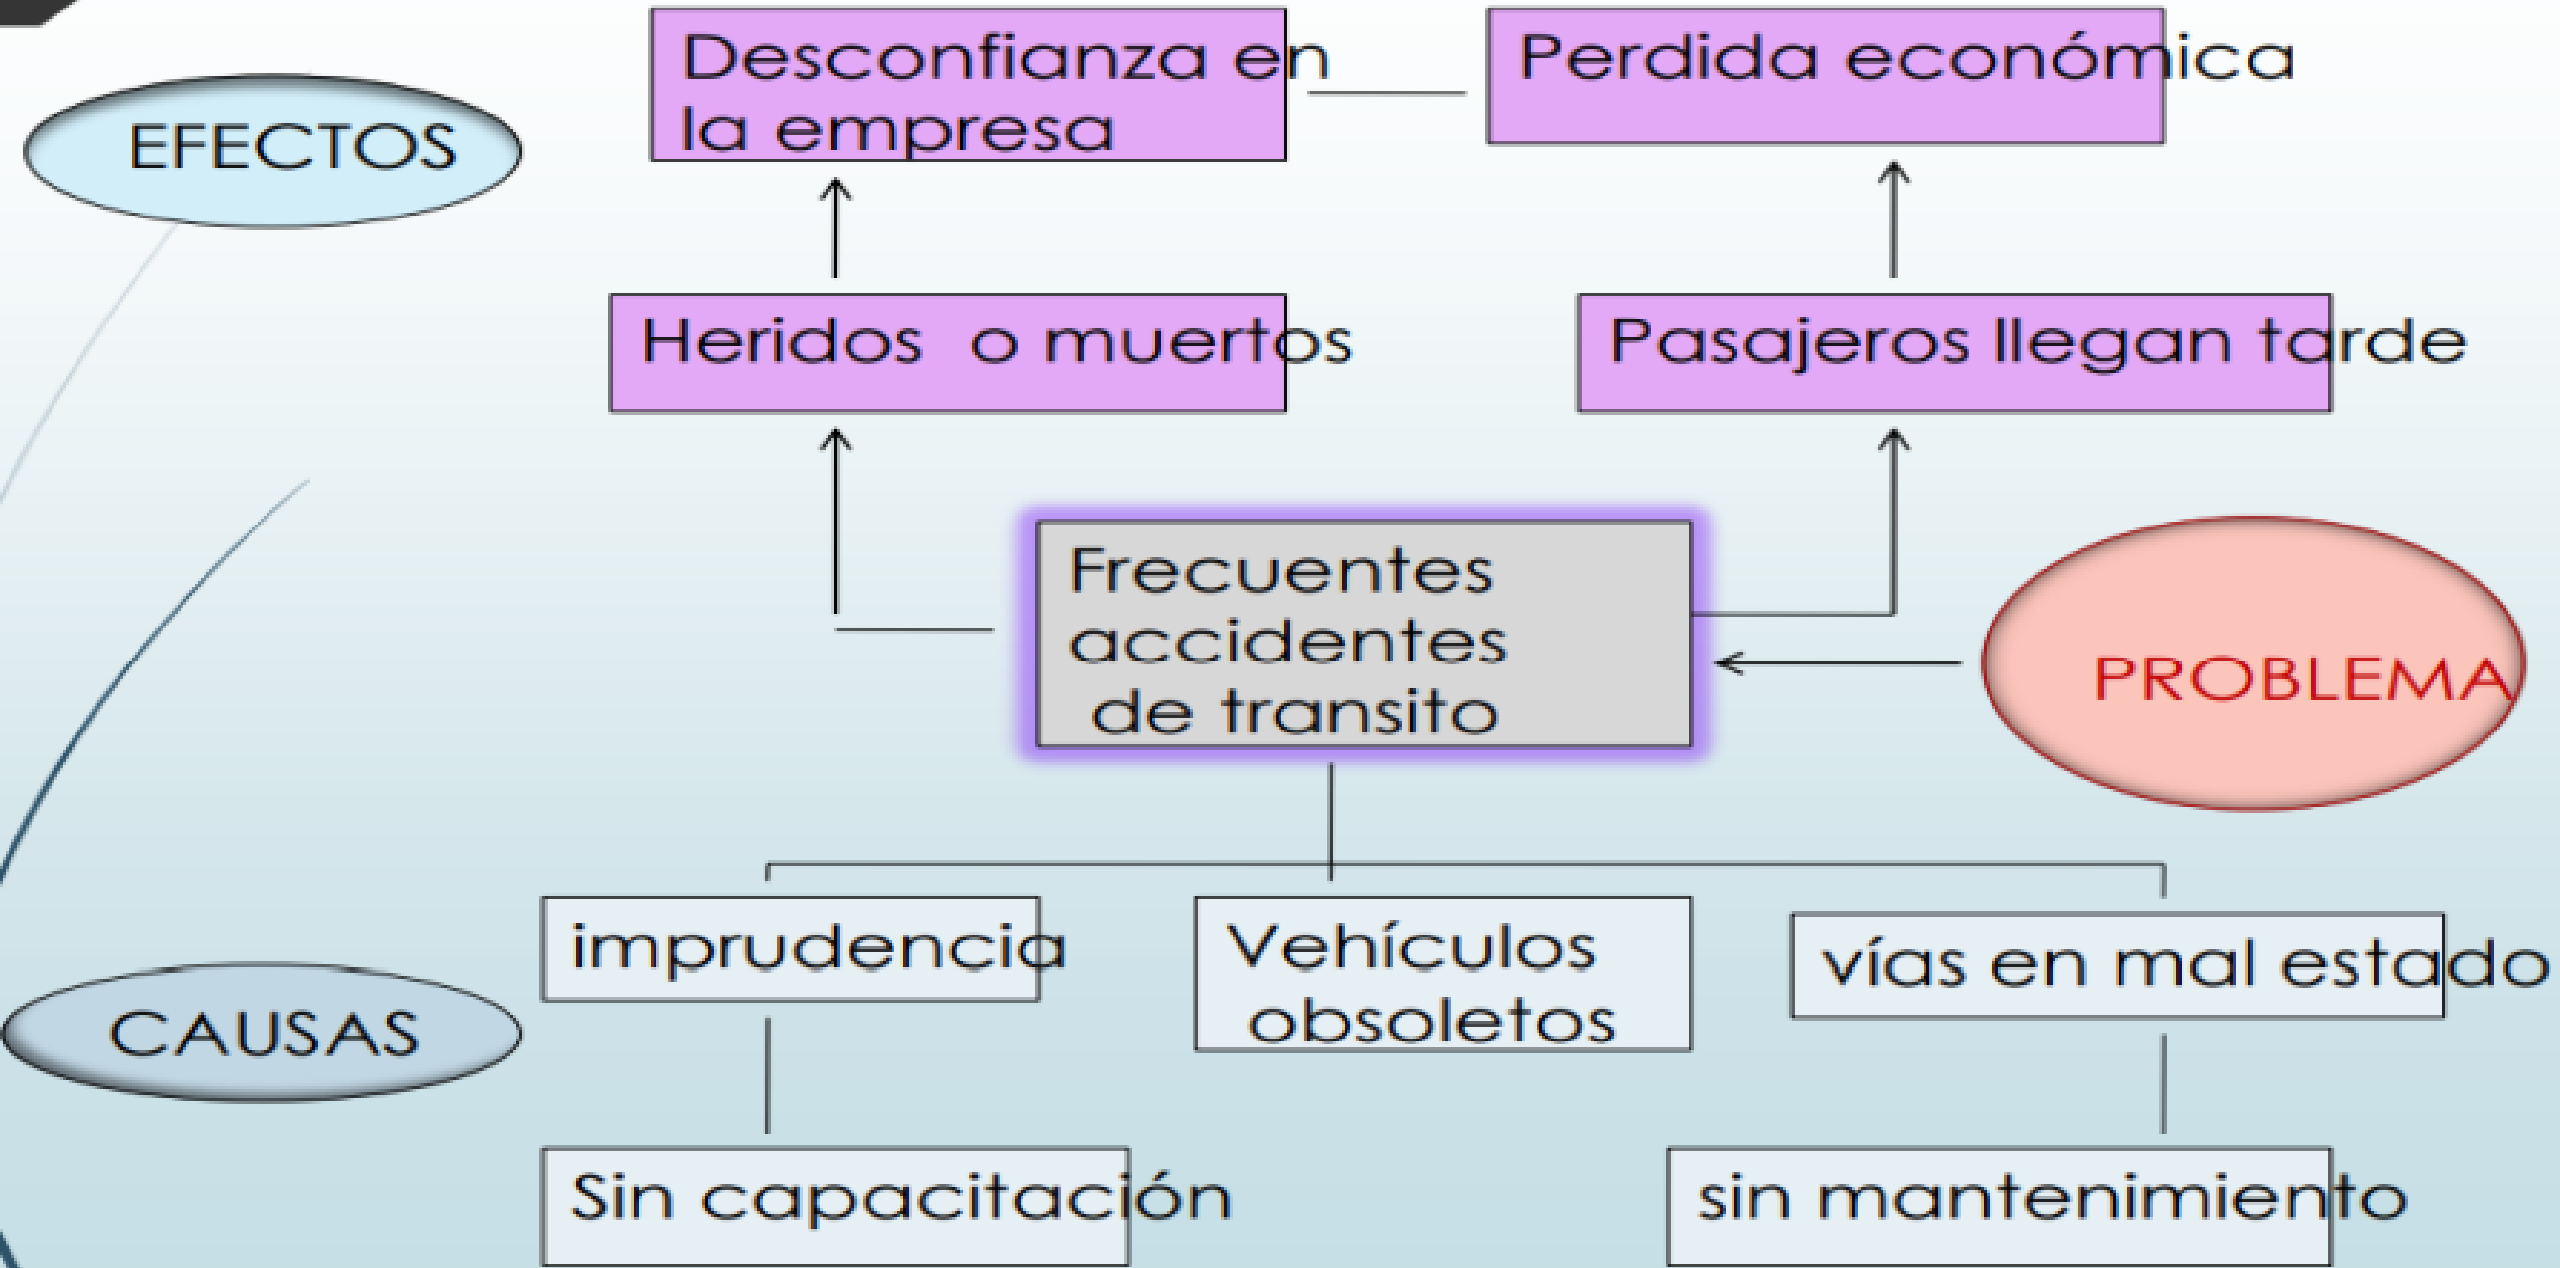 Desconfianza en
la empresa
Perdida económica
EFECTOS
Heridos o muertos
Pasajeros llegan tarde
Frecuentes
accidentes
de transito
PROBLEMA
imprudencia
Vehículos
obsoletos
vías en mal estado
CAUSAS
Sin capacitación
sin mantenimiento